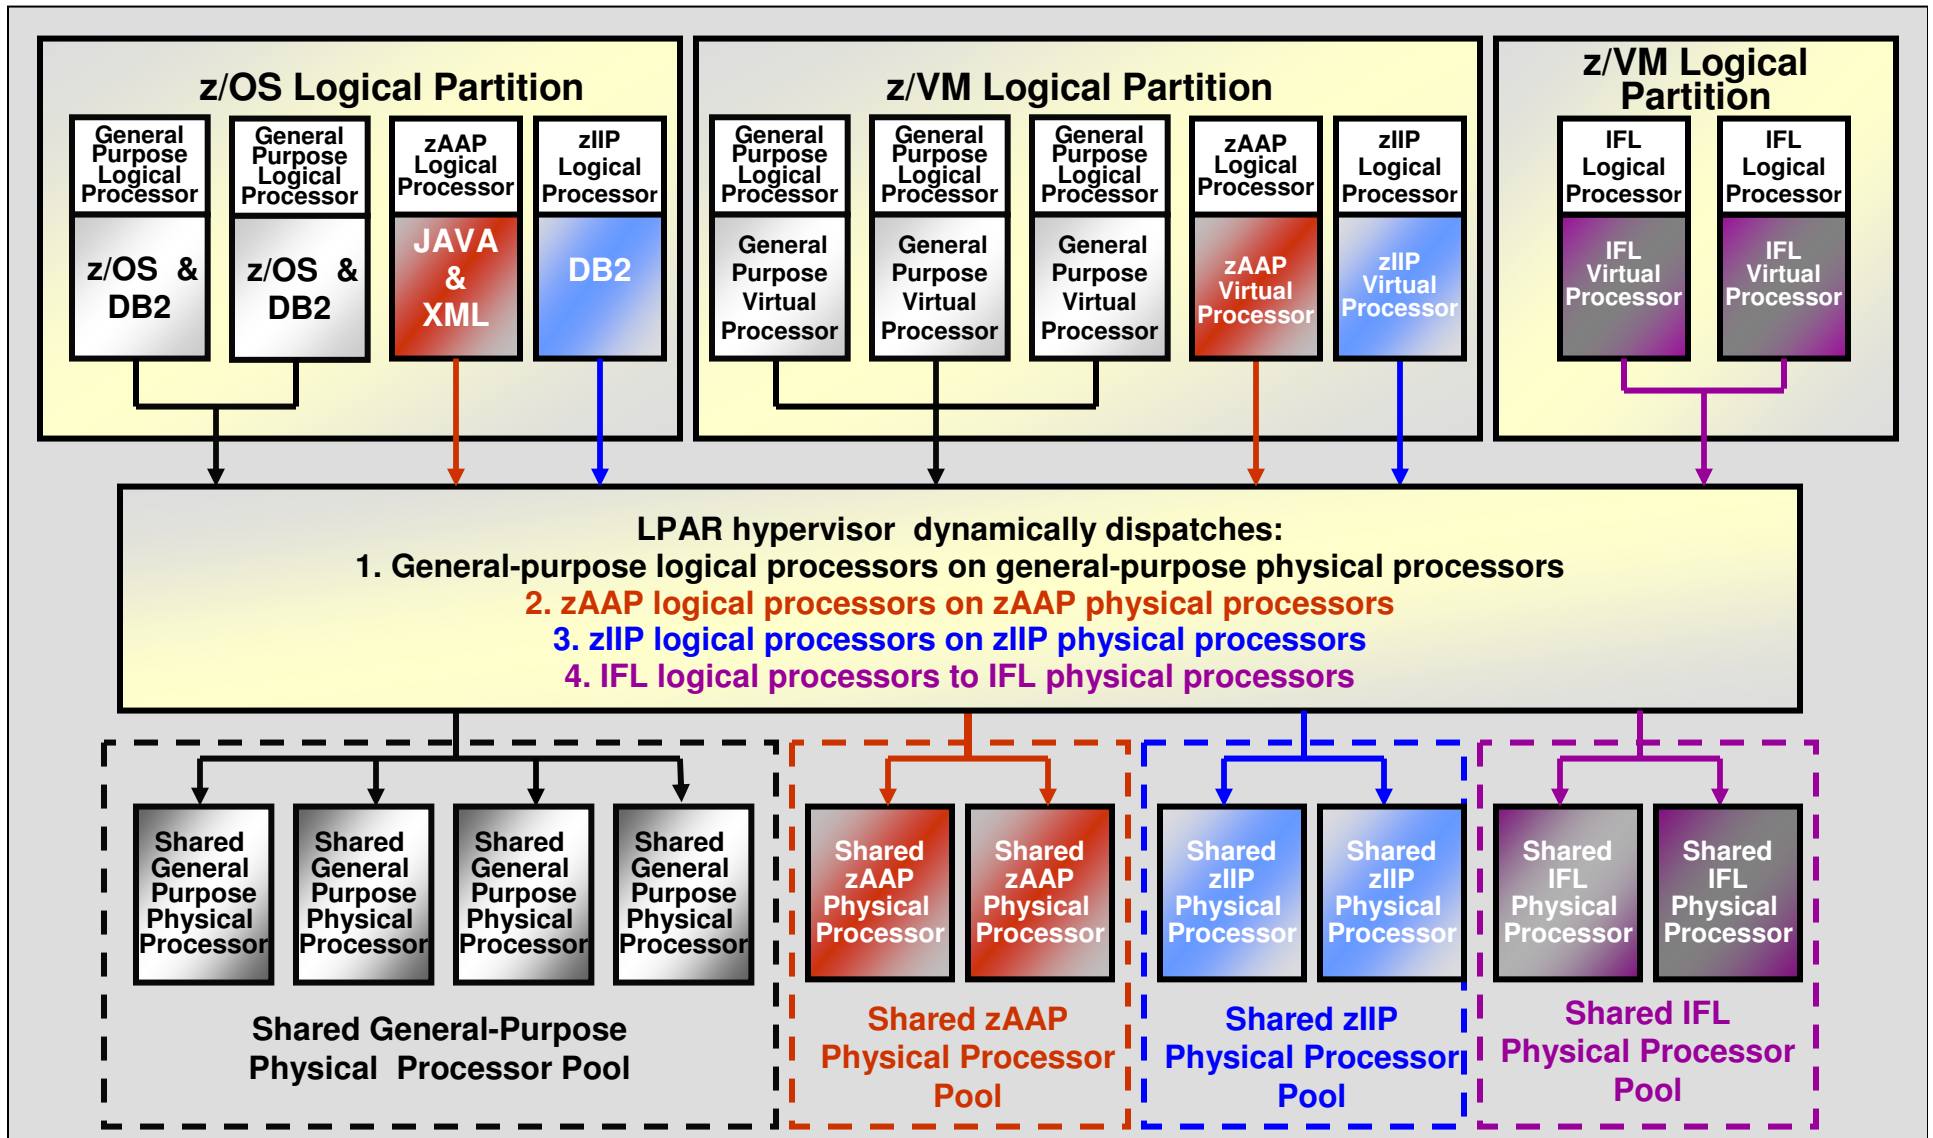 z/OS Logical Partition
General
Purpose
Logical
Processor
z/OS & 
DB2
General
Purpose
Logical
Processor
z/OS & 
DB2
zAAP
Logical
Processor
JAVA
&
XML
zIIP
Logical
Processor
DB2
z/VM Logical Partition
General
Purpose
Logical
Processor
General
Purpose
Virtual
Processor
General
Purpose
Logical
Processor
General
Purpose
Virtual
Processor
General
Purpose
Logical
Processor
General
Purpose
Virtual
Processor
zAAP
Logical
Processor
zAAP
Virtual
Processor
zIIP
Logical
Processor
zIIP
Virtual
Processor
z/VM Logical
Partition
IFL
Logical
Processor
IFL
Virtual
Processor
IFL
Logical
Processor
IFL
Virtual
Processor
LPAR hypervisor dynamically dispatches:
1. General-purpose logical processors on general-purpose physical processors
2. zAAP logical processors on zAAP physical processors
3. zIIP logical processors on zIIP physical processors
4. IFL logical processors to IFL physical processors
Shared
General
Purpose
Physical
Processor
Shared
General
Purpose
Physical
Processor
Shared
General
Purpose
Physical
Processor
Shared
General
Purpose
Physical
Processor
Shared General-Purpose
Physical Processor Pool
Shared
zAAP
Physical
Processor
Shared
zAAP
Physical
Processor
Shared zAAP
Physical Processor
Pool
Shared
zIIP
Physical
Processor
Shared
zIIP
Physical
Processor
Shared zIIP
Physical Processor
Pool
Shared
IFL
Physical
Processor
Shared
IFL
Physical
Processor
Shared IFL
Physical Processor
Pool